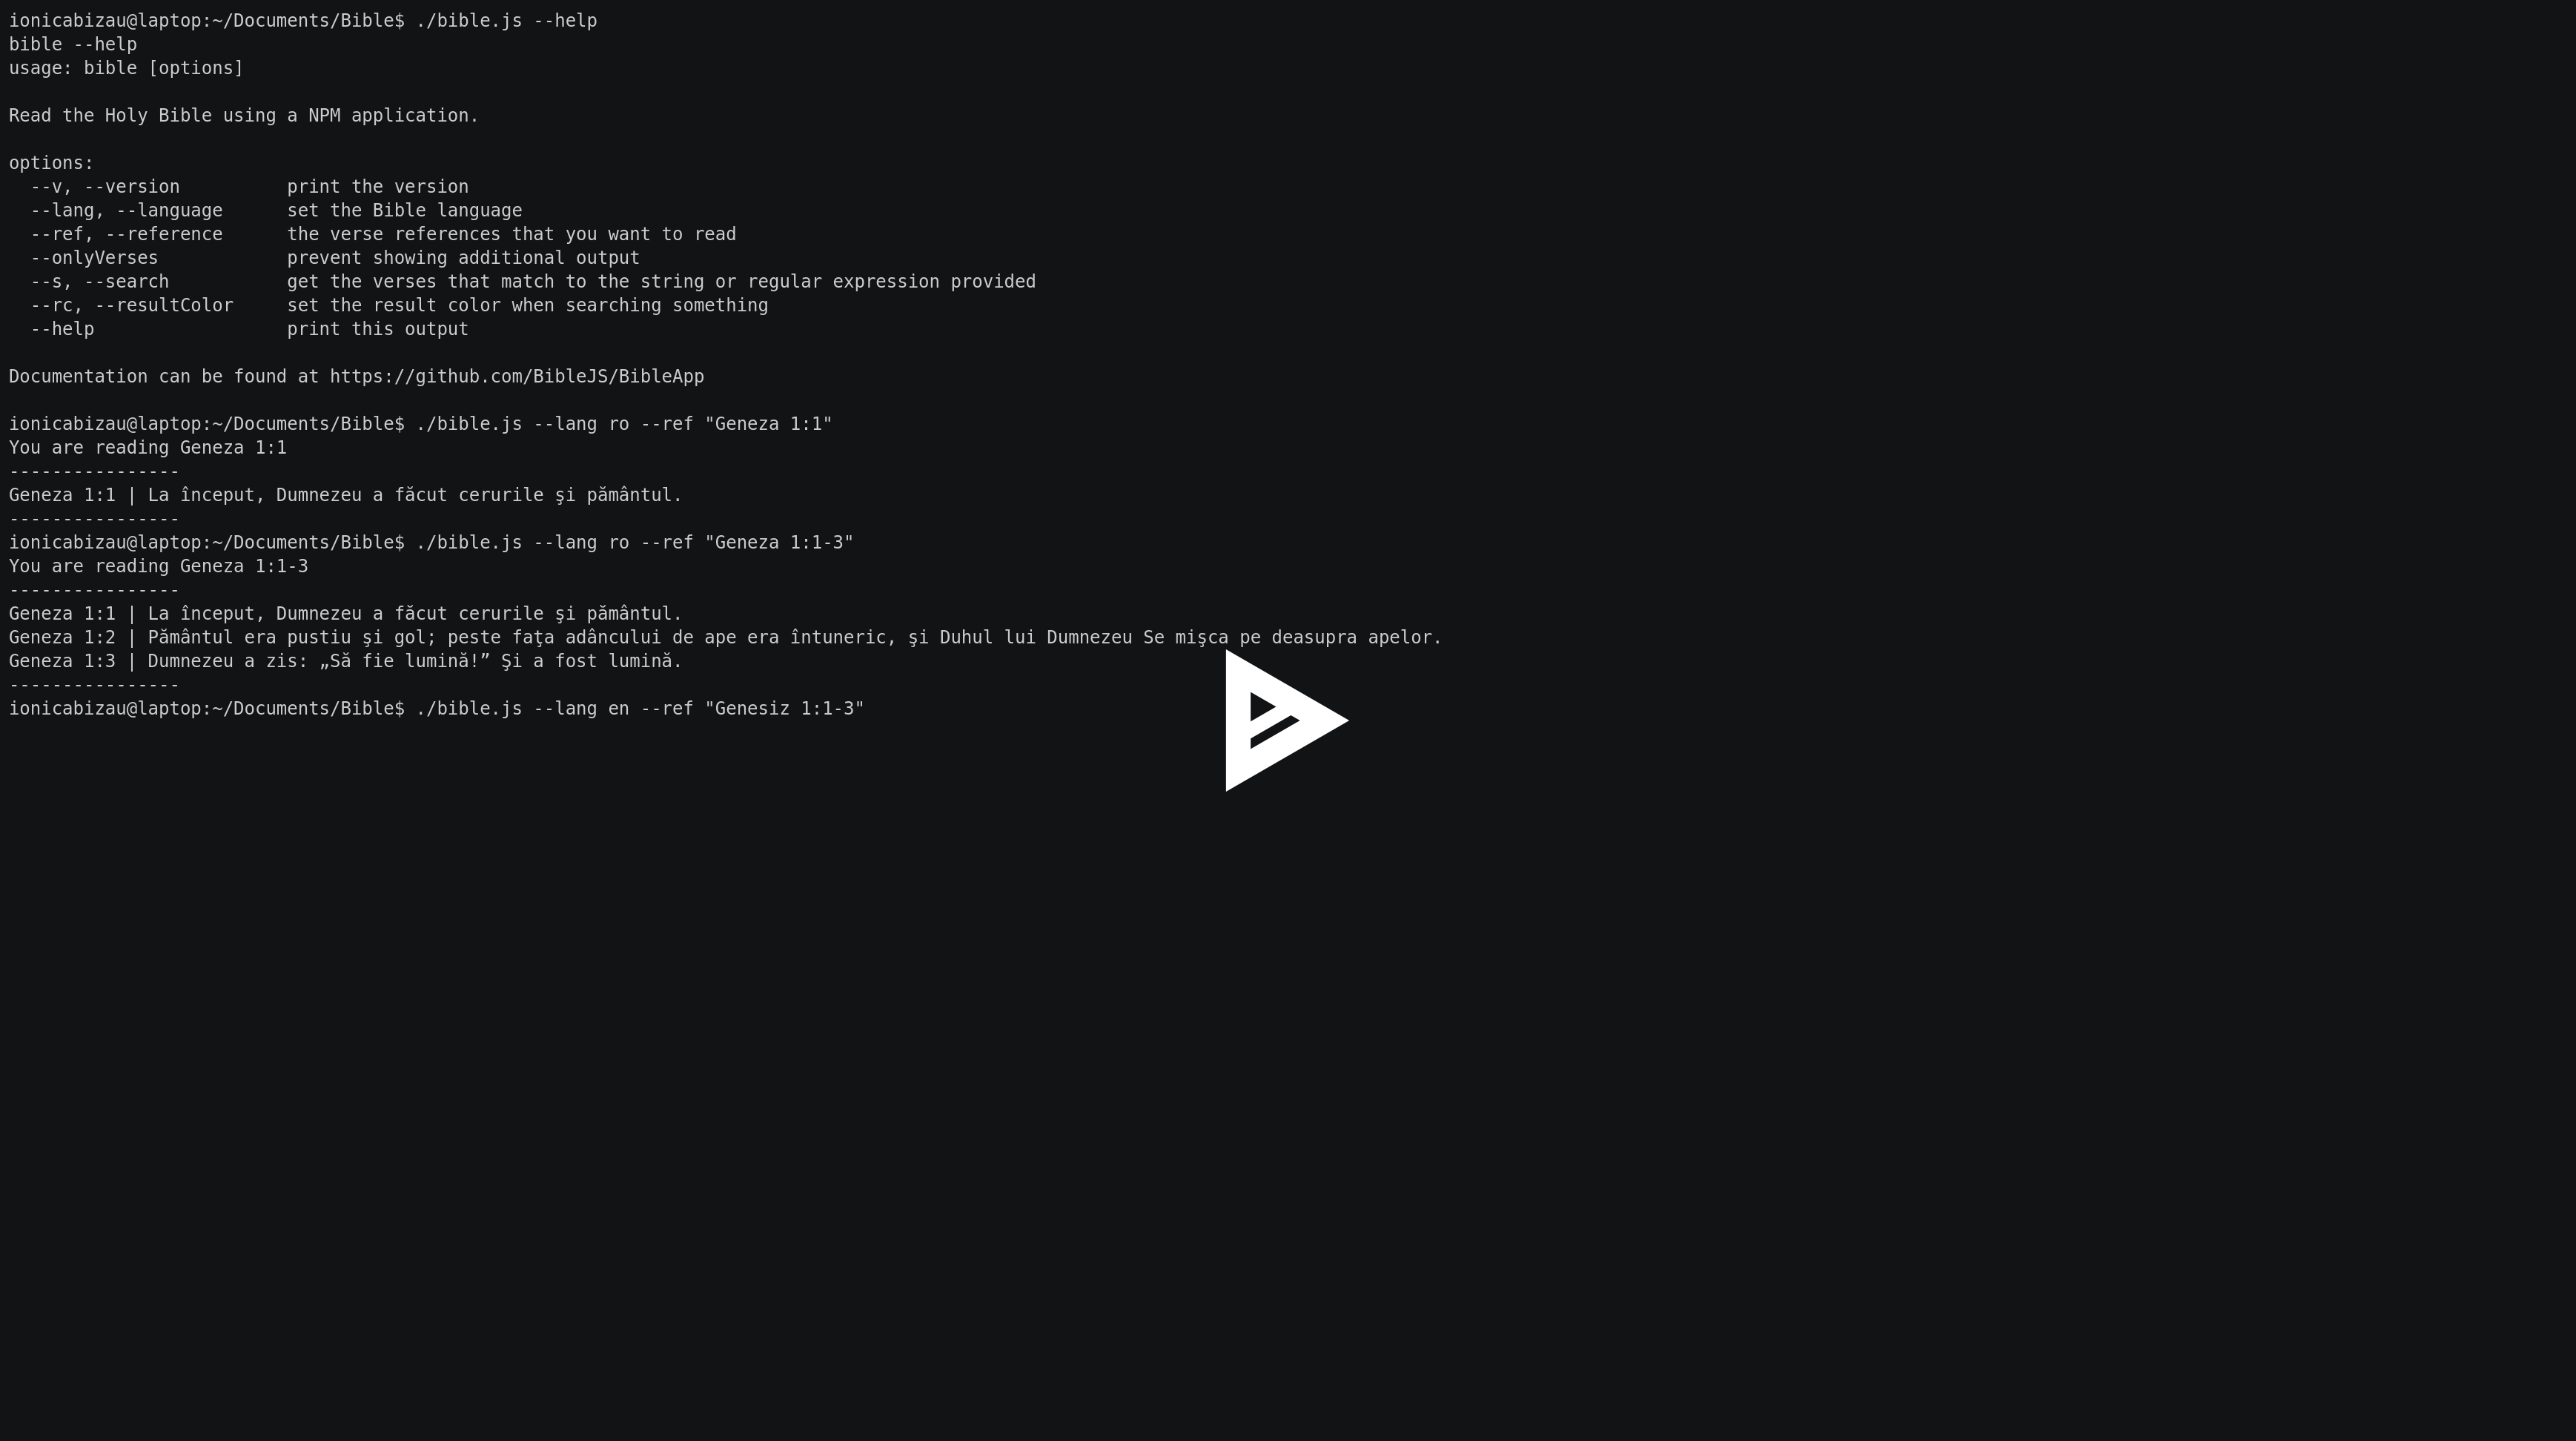 ionicabizau@laptop:~/Documents/Bible$ ./bible.js --help
bible --help
usage: bible [options]
Read the Holy Bible using a NPM application.
options:
  --v, --version          print the version
  --lang, --language      set the Bible language
  --ref, --reference      the verse references that you want to read
  --onlyVerses            prevent showing additional output
  --s, --search           get the verses that match to the string or regular expression provided
  --rc, --resultColor     set the result color when searching something
  --help                  print this output
Documentation can be found at https://github.com/BibleJS/BibleApp
ionicabizau@laptop:~/Documents/Bible$ ./bible.js --lang ro --ref "Geneza 1:1"
You are reading Geneza 1:1
----------------
Geneza 1:1 | La început, Dumnezeu a făcut cerurile şi pământul.
----------------
ionicabizau@laptop:~/Documents/Bible$ ./bible.js --lang ro --ref "Geneza 1:1-3"
You are reading Geneza 1:1-3
----------------
Geneza 1:1 | La început, Dumnezeu a făcut cerurile şi pământul.
Geneza 1:2 | Pământul era pustiu şi gol; peste faţa adâncului de ape era întuneric, şi Duhul lui Dumnezeu Se mişca pe deasupra apelor.
Geneza 1:3 | Dumnezeu a zis: „Să fie lumină!” Şi a fost lumină.
----------------
ionicabizau@laptop:~/Documents/Bible$ ./bible.js --lang en --ref "Genesiz 1:1-3"